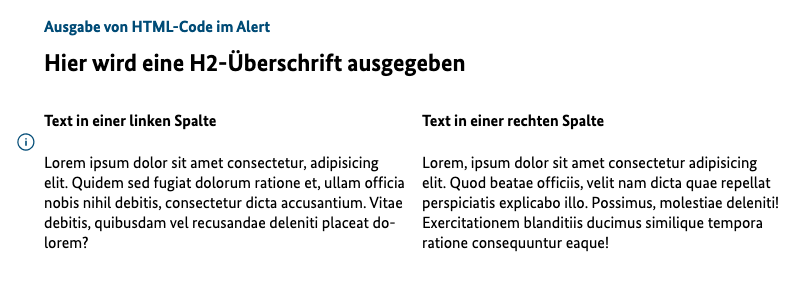 Ausgabe von HTML-Code im Alert
Hier wird eine H2-Überschrift ausgegeben
Text in einer linken Spalte
Lorem ipsum dolor sit amet consectetur, adipisicing
elit. Quidem sed fugiat dolorum ratione et, ullam officia
nobis nihil debitis, consectetur dicta accusantium. Vitae
debitis, quibusdam vel recusandae deleniti placeat do-
lorem?
Text in einer rechten Spalte
Lorem, ipsum dolor sit amet consectetur adipisicing
elit. Quod beatae officiis, velit nam dicta quae repellat
perspiciatis explicabo illo. Possimus, molestiae deleniti!
Exercitationem blanditiis ducimus similique tempora
ratione consequuntur eaque!